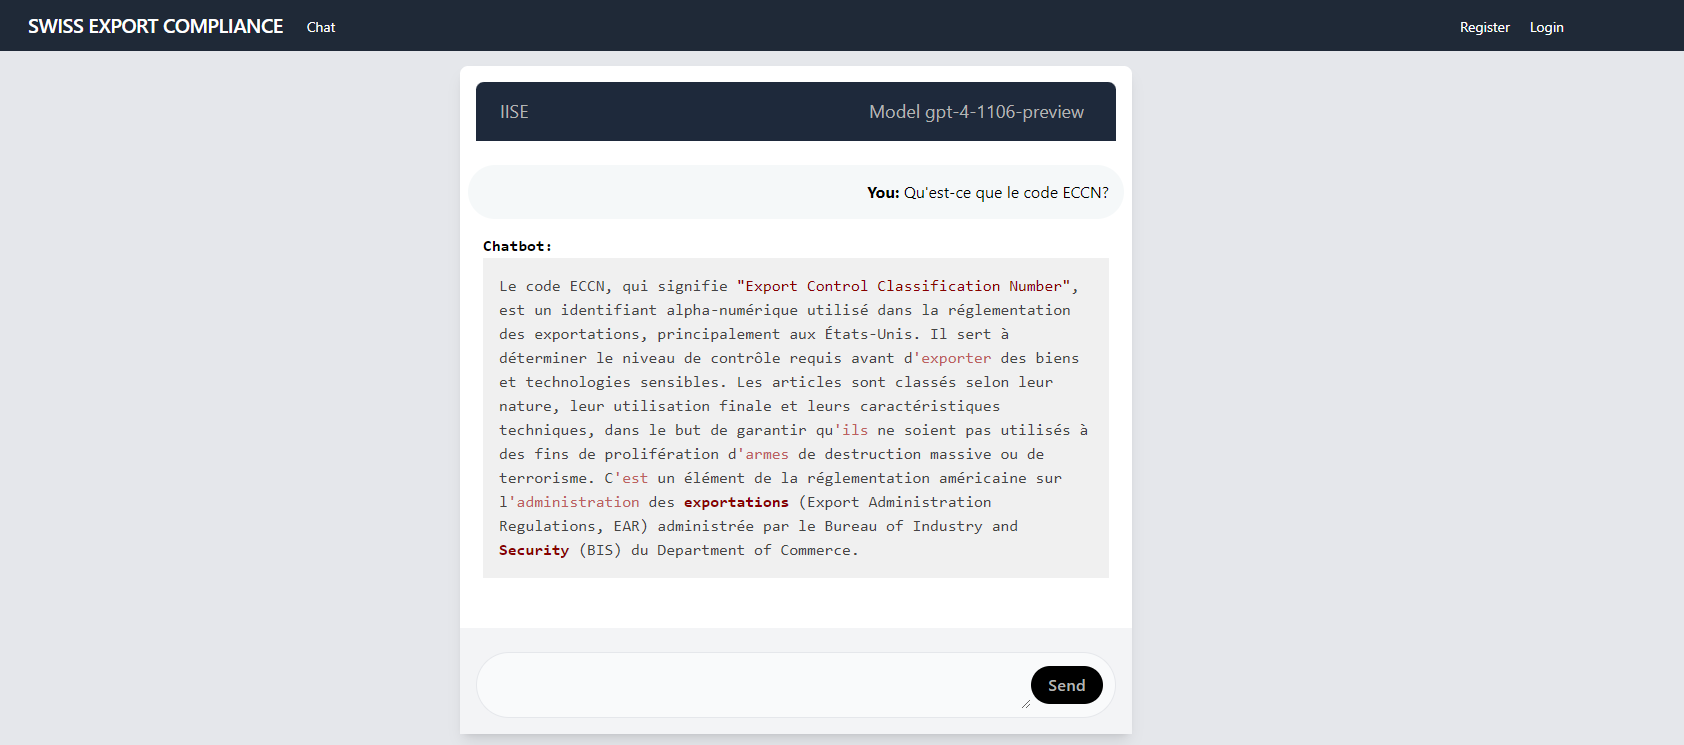 SWISS EXPORT COMPLIANCE Chat Register Login
IISE Model gpt-4-1106-preview
You: Qu'est-ce que le code ECCN?
Chatbot:
Le code ECCN, qui signifie "Export Control Classification Number",
est un identifiant alpha-numérique utilisé dans la réglementation
des exportations, principalement aux États-Unis. Il sert à
déterminer le niveau de contrôle requis avant d'exporter des biens
et technologies sensibles. Les articles sont classés selon leur
nature, leur utilisation finale et leurs caractéristiques
techniques, dans le but de garantir qu'ils ne soient pas utilisés à
des fins de prolifération d'armes de destruction massive ou de
terrorisme. C'est un élément de la réglementation américaine sur
l'administration des exportations (Export Administration
Regulations, EAR) administrée par le Bureau of Industry and
Security (BIS) du Department of Commerce.
Send